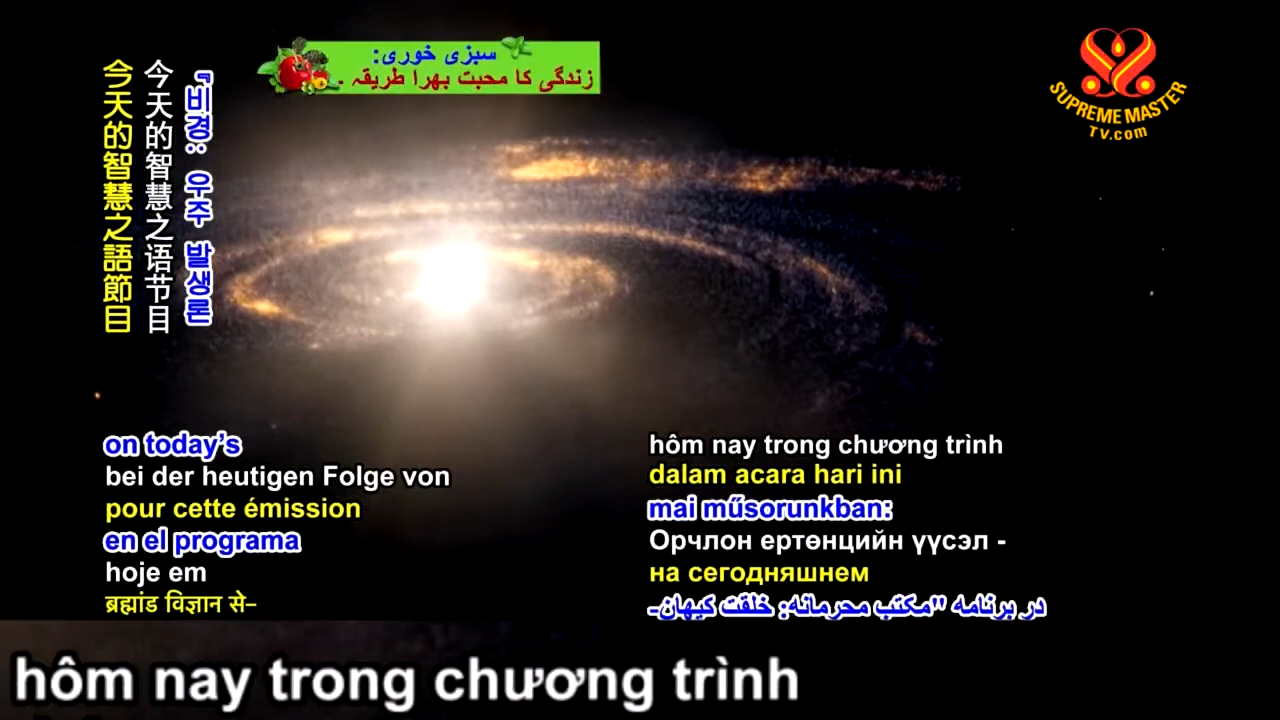 سبزی خوری:
زندگی کا محبت بھرا طریقہ ۔
SUPREME MASTER
TV.com
今天的智慧之語節目
今天的智慧之语节目
『비경: 우주 발생론
on today's
bei der heutigen Folge von
pour cette émission
en el programa
hoje em
ब्रह्मांड विज्ञान से–
hôm nay trong chương trình
dalam acara hari ini
mai műsorunkban:
Орчлон ертөнцийн үүсэл -
на сегодняшнем
در برنامه "مکتب محرمانه: خلقت کیهان-
hôm nay trong chương trình